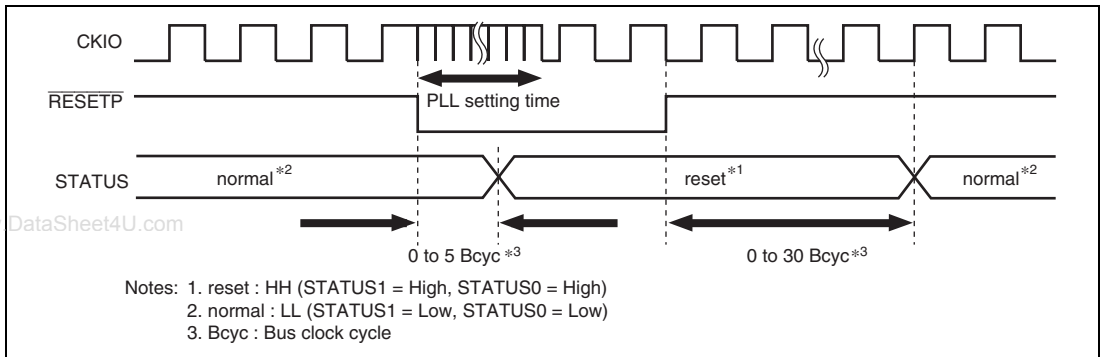 CKIO
RESETP
PLL setting time
STATUS
normal*2
reset*1
normal*2
DataSheet4U.com
0 to 5 Bcyc*3
0 to 30 Bcyc*3
Notes: 1. reset : HH (STATUS1 = High, STATUS0 = High)
2. normal : LL (STATUS1 = Low, STATUS0 = Low)
3. Bcyc : Bus clock cycle